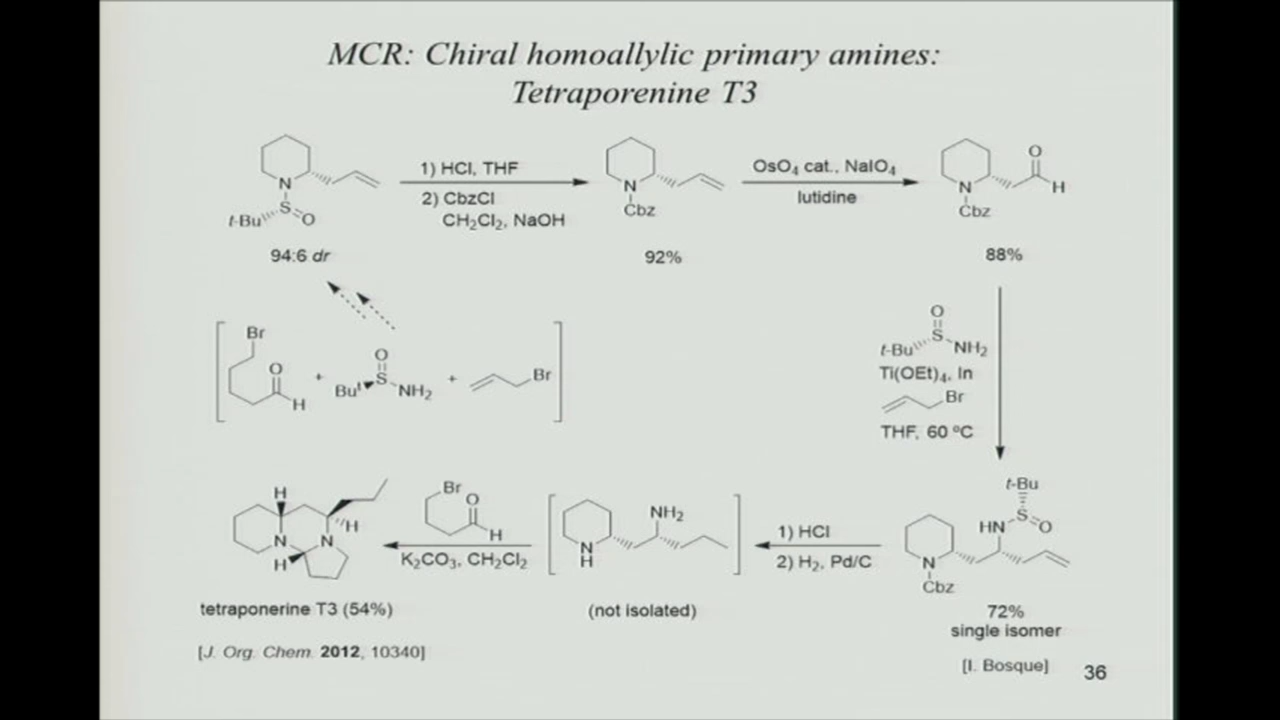 MCR: Chiral homoallylic primary amines:
Tetraporenine T3
N
S
O
t-Bu
94:6 dr
1) HCl, THF
2) CbzCl
CH2Cl2, NaOH
N
Cbz
92%
OsO4 cat., NaIO4
lutidine
O
H
N
Cbz
88%
Br
O
H
+
O
But
S
NH2
+
Br
O
t-Bu
S
NH2
Ti(OEt)4, In
Br
THF, 60 ºC
t-Bu
HN
S
O
N
Cbz
72%
single isomer
[I. Bosque]
1) HCl
2) H2, Pd/C
NH2
N
H
(not isolated)
Br
O
H
K2CO3, CH2Cl2
H
H
N
N
H
tetraponerine T3 (54%)
[J. Org. Chem. 2012, 10340]
36